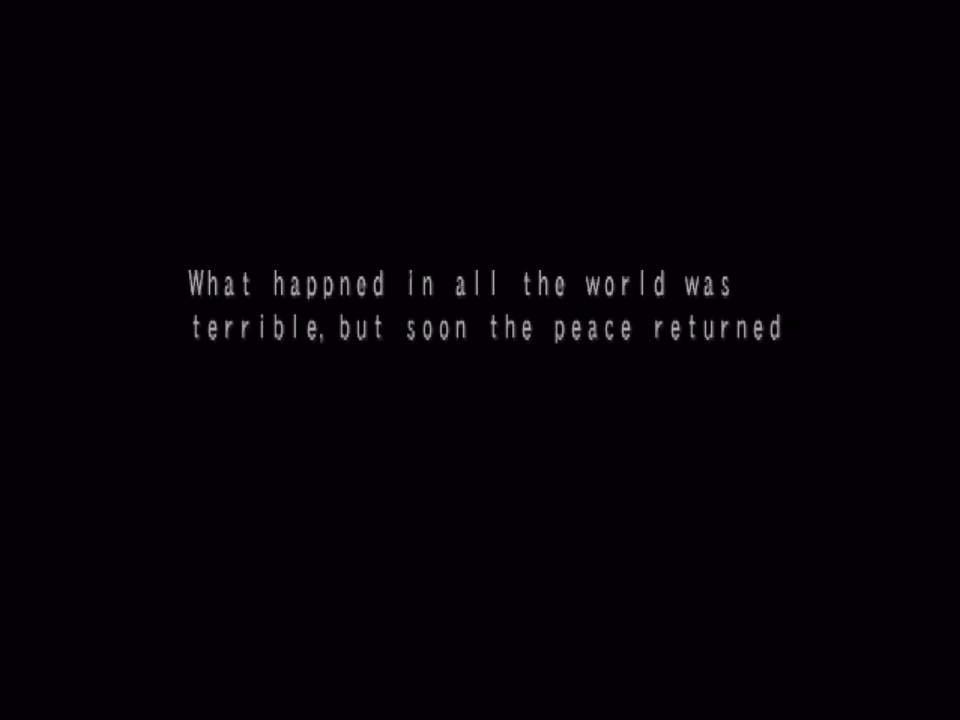 What happned in all the world was
terrible, but soon the peace returned